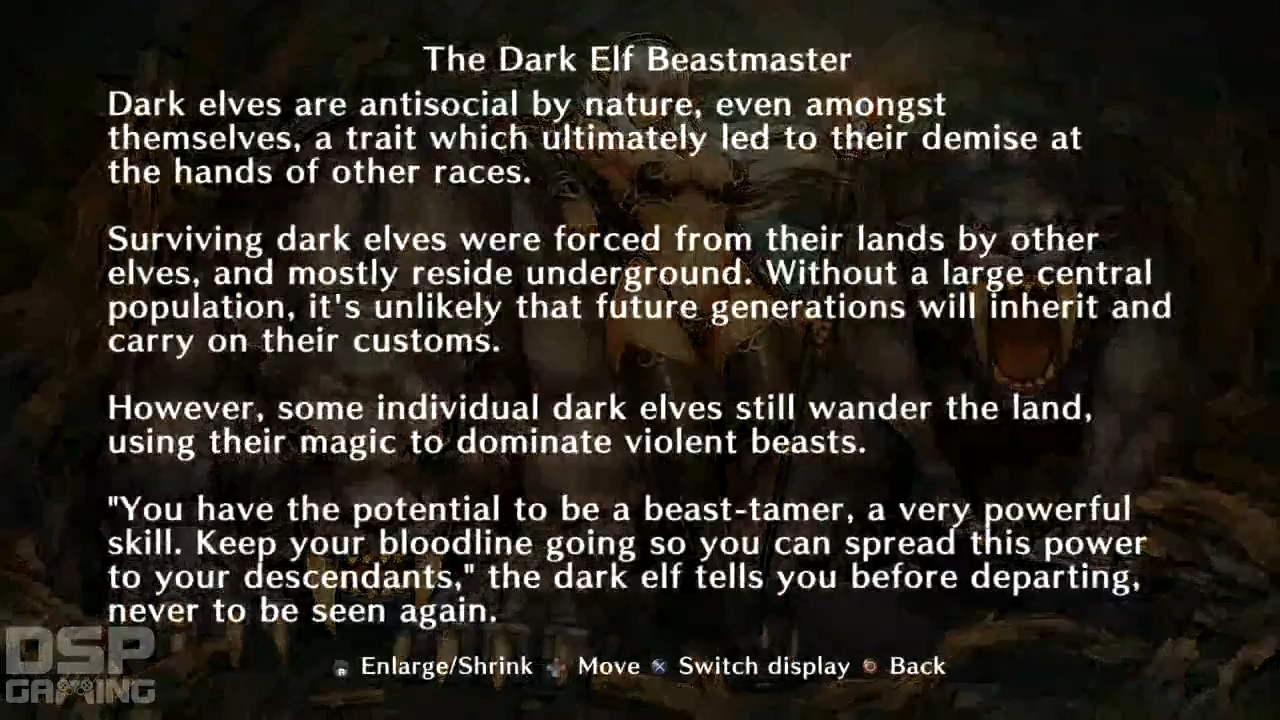 The Dark Elf Beastmaster
Dark elves are antisocial by nature, even amongst
themselves, a trait which ultimately led to their demise at
the hands of other races.
Surviving dark elves were forced from their lands by other
elves, and mostly reside underground. Without a large central
population, it's unlikely that future generations will inherit and
carry on their customs.
However, some individual dark elves still wander the land,
using their magic to dominate violent beasts.
"You have the potential to be a beast-tamer, a very powerful
skill. Keep your bloodline going so you can spread this power
to your descendants," the dark elf tells you before departing,
never to be seen again.
Enlarge/Shrink Move Switch display Back
DSP
GAMING